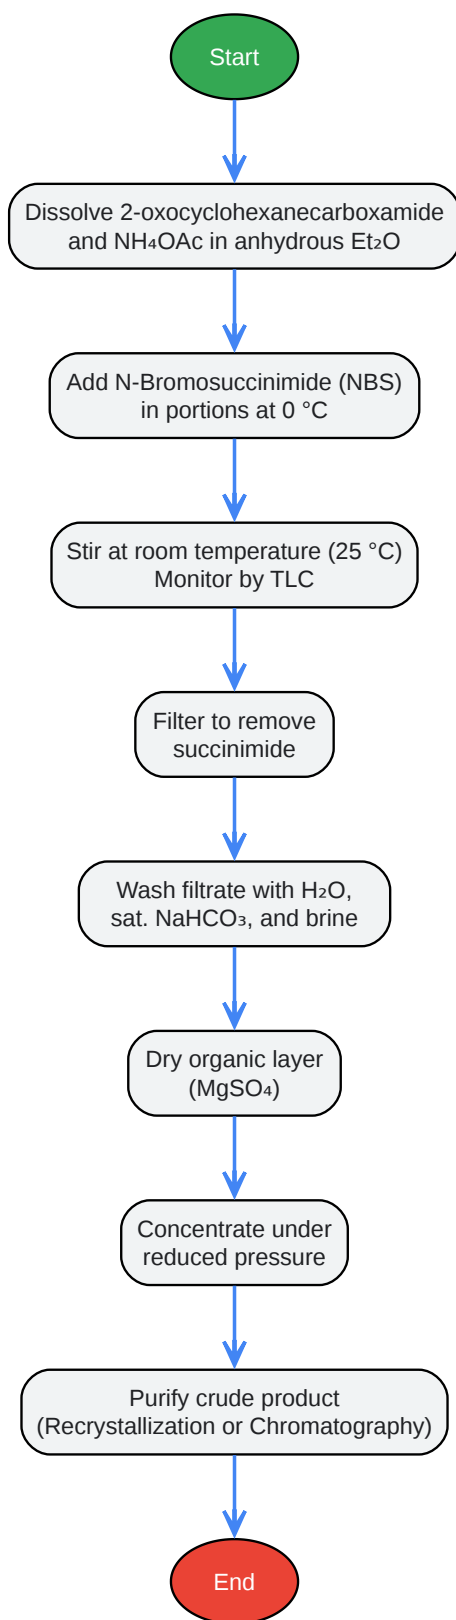 Start
Dissolve 2-oxocyclohexanecarboxamide
and NH₄OAc in anhydrous Et₂O
Add N-Bromosuccinimide (NBS)
in portions at 0 °C
Stir at room temperature (25 °C)
Monitor by TLC
Filter to remove
succinimide
Wash filtrate with H₂O,
sat. NaHCO₃, and brine
Dry organic layer
(MgSO₄)
Concentrate under
reduced pressure
Purify crude product
(Recrystallization or Chromatography)
End